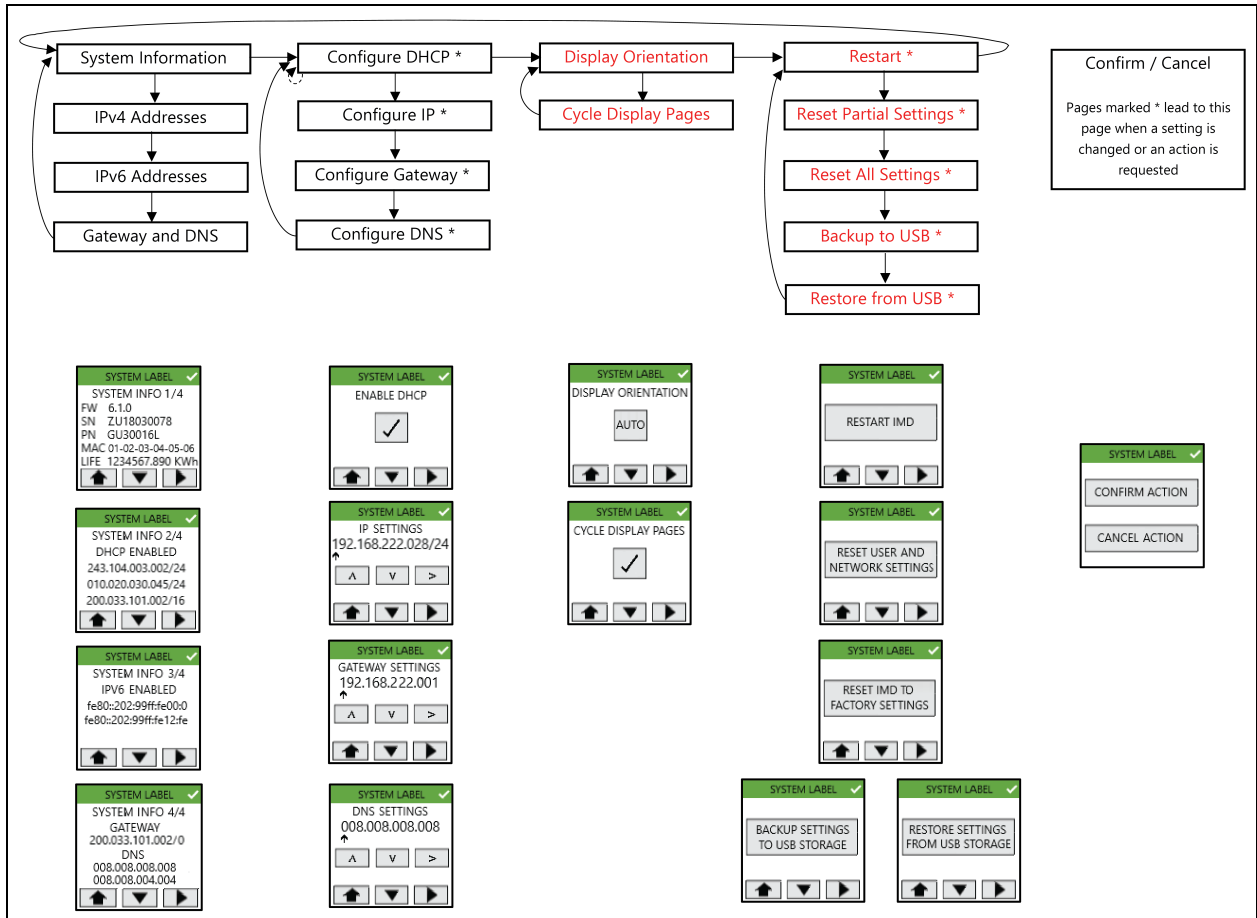 System Information
Configure DHCP *
Display Orientation
Restart *
Confirm / Cancel
Pages marked * lead to this
page when a setting is
changed or an action is
requested
IPv4 Addresses
Configure IP *
Cycle Display Pages
Reset Partial Settings *
IPv6 Addresses
Configure Gateway *
Reset All Settings *
Gateway and DNS
Configure DNS *
Backup to USB *
Restore from USB *
SYSTEM LABEL
SYSTEM INFO 1/4
FW 6.1.0
SN ZU18030078
PN GU30016L
MAC 01-02-03-04-05-06
LIFE 1234567.890 KWh
SYSTEM LABEL
ENABLE DHCP
SYSTEM LABEL
DISPLAY ORIENTATION
AUTO
SYSTEM LABEL
RESTART IMD
SYSTEM LABEL
CONFIRM ACTION
CANCEL ACTION
SYSTEM LABEL
SYSTEM INFO 2/4
DHCP ENABLED
243.104.003.002/24
010.020.030.045/24
200.033.101.002/16
SYSTEM LABEL
IP SETTINGS
192.168.222.028/24
SYSTEM LABEL
CYCLE DISPLAY PAGES
SYSTEM LABEL
RESET USER AND
NETWORK SETTINGS
SYSTEM LABEL
SYSTEM INFO 3/4
IPV6 ENABLED
fe80::202:99ff:fe00:0
fe80::202:99ff:fe12:fe
SYSTEM LABEL
GATEWAY SETTINGS
192.168.222.001
SYSTEM LABEL
RESET IMD TO
FACTORY SETTINGS
SYSTEM LABEL
SYSTEM INFO 4/4
GATEWAY
200.033.101.002/0
DNS
008.008.008.008
008.008.004.004
SYSTEM LABEL
DNS SETTINGS
008.008.008.008
SYSTEM LABEL
BACKUP SETTINGS
TO USB STORAGE
SYSTEM LABEL
RESTORE SETTINGS
FROM USB STORAGE